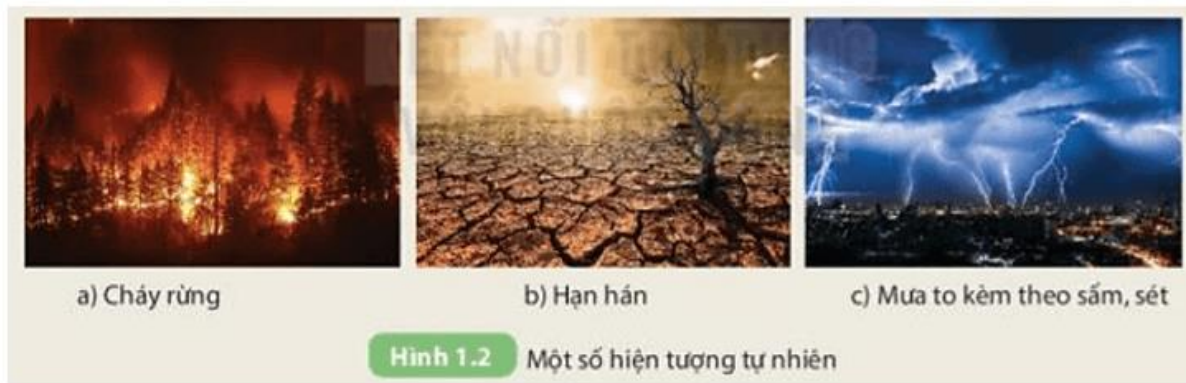 a) Cháy rừng
b) Hạn hán
c) Mưa to kèm theo sấm, sét
Hình 1.2 Một số hiện tượng tự nhiên